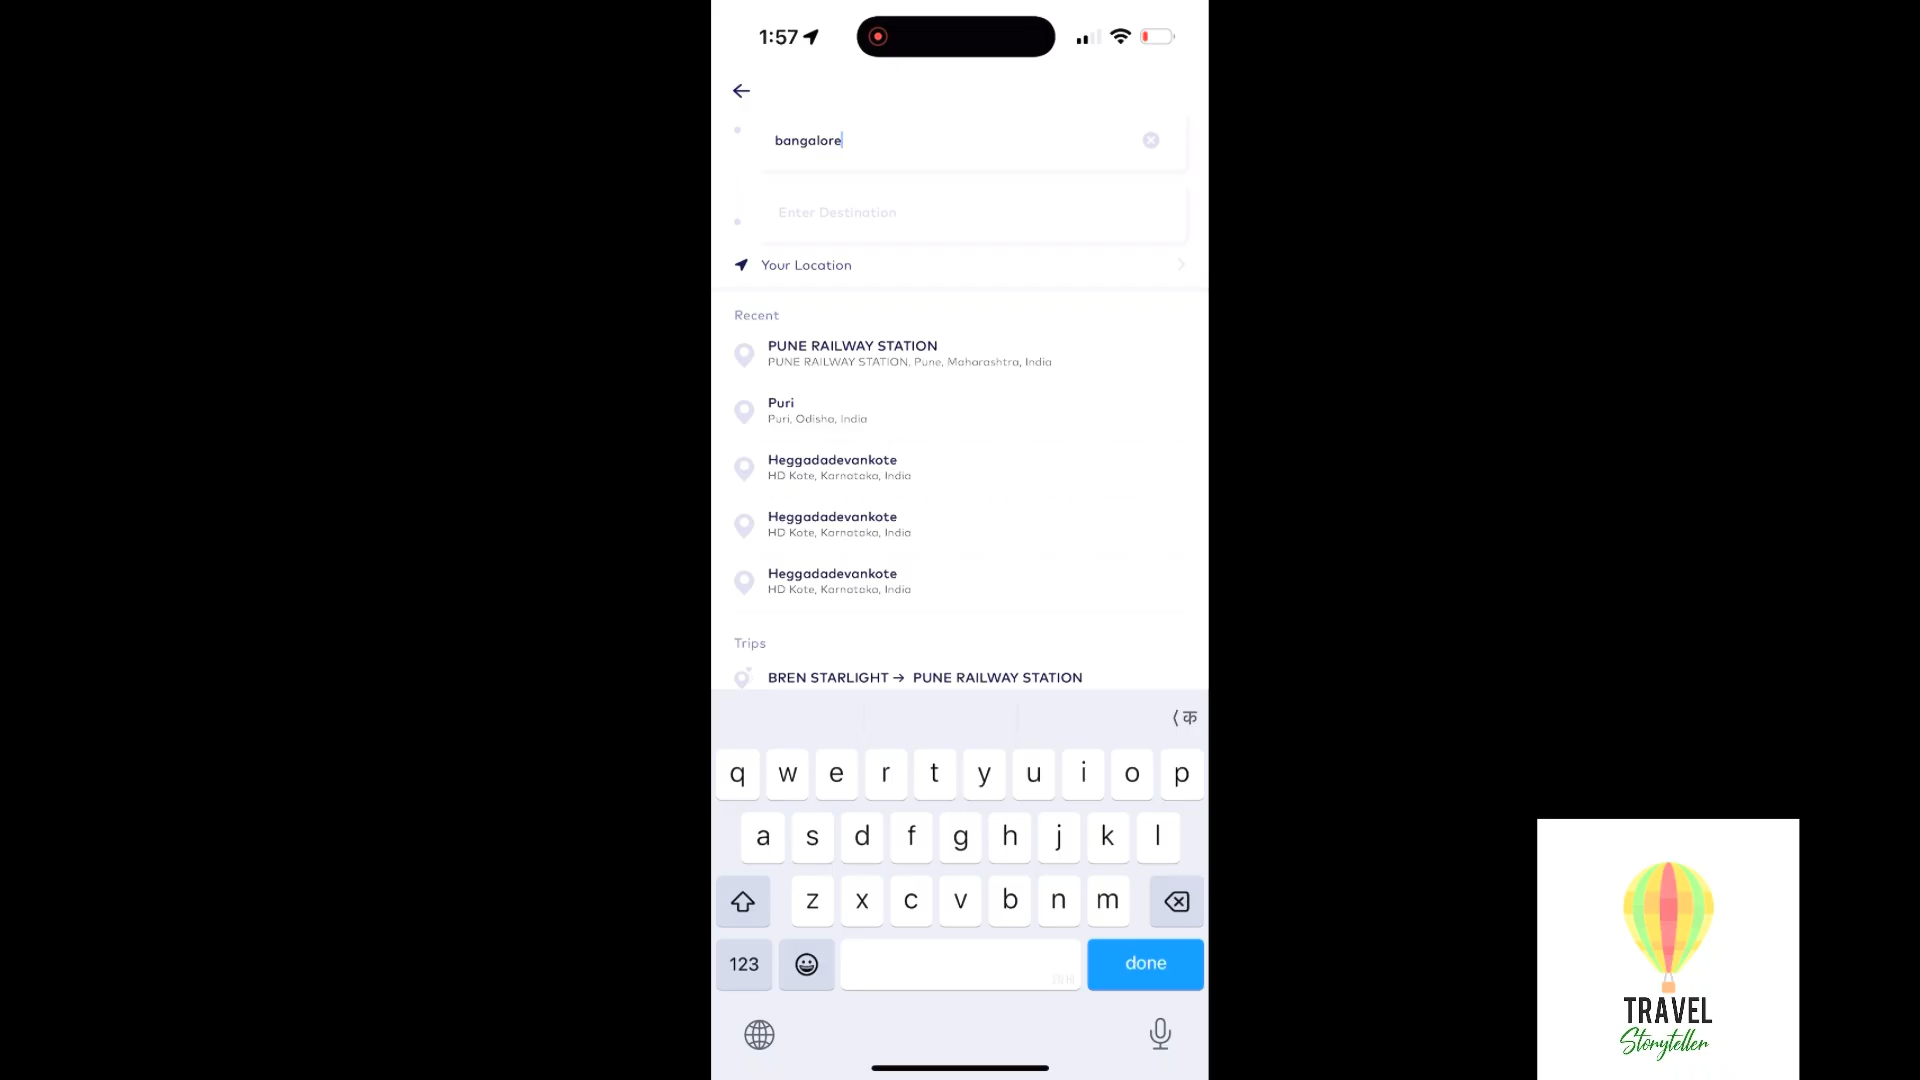 1:57
bangalore
Enter Destination
Your Location
Recent
PUNE RAILWAY STATION
PUNE RAILWAY STATION, Pune, Maharashtra, India
Puri
Puri, Odisha, India
Heggadadevankote
HD Kote, Karnataka, India
Heggadadevankote
HD Kote, Karnataka, India
Heggadadevankote
HD Kote, Karnataka, India
Trips
BREN STARLIGHT → PUNE RAILWAY STATION
क
q w e r t y u i o p
a s d f g h j k l
z x c v b n m
123 done
EN HI
TRAVEL
Storyteller